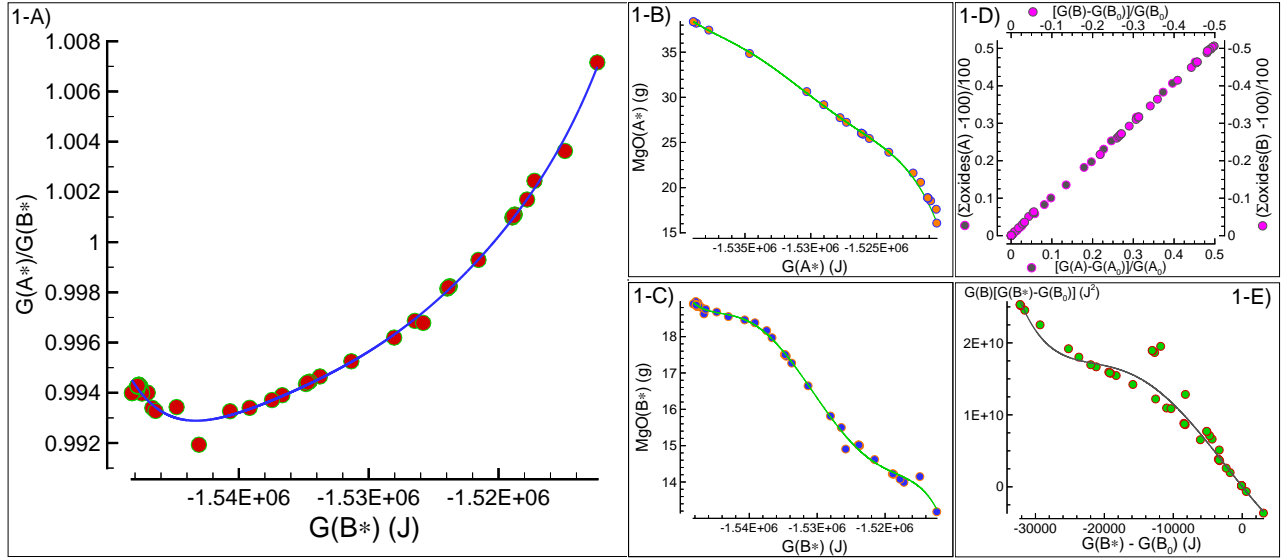 1-A)
1.008
1.006
1.004
1.002
1
0.998
0.996
0.994
0.992
G(A*)/G(B*)
-1.54E+06 -1.53E+06 -1.52E+06
G(B*) (J)
1-B)
40
35
30
25
20
15
MgO(A*) (g)
-1.535E+06 -1.53E+06 -1.525E+06
G(A*) (J)
1-C)
18
17
16
15
14
MgO(B*) (g)
-1.54E+06 -1.53E+06 -1.52E+06
G(B*) (J)
1-D)
[G(B)-G(B₀)]/G(B₀)
0 -0.1 -0.2 -0.3 -0.4 -0.5
0.5
0.4
0.3
0.2
0.1
0
(Σoxides(A) -100)/100
-0.5
-0.4
-0.3
-0.2
-0.1
0
(Σoxides(B) -100)/100
0 0.1 0.2 0.3 0.4 0.5
[G(A)-G(A₀)]/G(A₀)
G(B)[G(B*)-G(B₀)] (J²)
1-E)
2E+10
1E+10
0
-30000 -20000 -10000 0
G(B*) - G(B₀) (J)